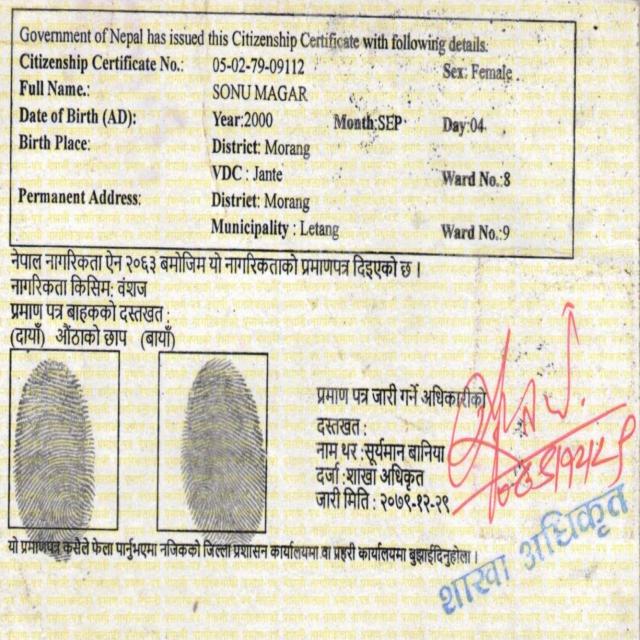 Government of Nepal has issued this Citizenship Certificate with following details:
Citizenship Certificate No.: 05-02-79-09112 Sex: Female
Full Name.: SONU MAGAR
Date of Birth (AD): Year:2000 Month:SEP Day:04
Birth Place: District: Morang
VDC : Jante Ward No.:8
Permanent Address: District: Morang
Municipality : Letang Ward No.:9
नेपाल नागरिकता ऐन २०६३ बमोजिम यो नागरिकताको प्रमाणपत्र दिइएको छ ।
नागरिकता किसिम: वंशज
प्रमाण पत्र बाहकको दस्तखत :
(दायाँ) औंठाको छाप (बायाँ)
प्रमाण पत्र जारी गर्ने अधिकारीको
दस्तखत :
नाम थर : सूर्यमान बानिया
दर्जा : शाखा अधिकृत
जारी मिति : २०७९-१२-२९
यो प्रमाणपत्र कसैले फेला पार्नुभएमा नजिकको जिल्ला प्रशासन कार्यालयमा वा प्रहरी कार्यालयमा बुझाईदिनुहोला ।
शाखा अधिकृत